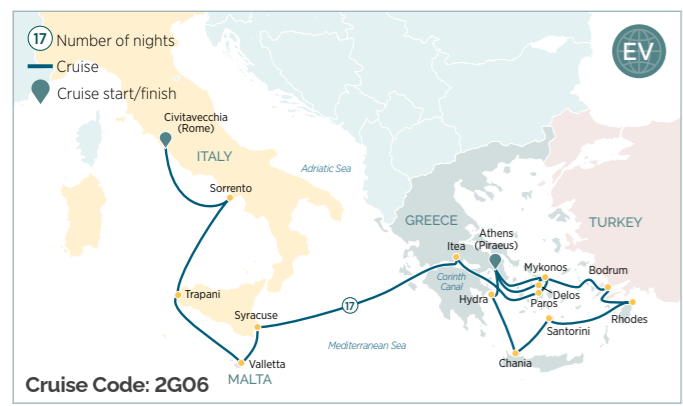 17 Number of nights
Cruise
Cruise start/finish
EV
Civitavecchia
(Rome)
ITALY
Adriatic Sea
Sorrento
GREECE
TURKEY
Athens
(Piraeus)
Itea
Mykonos
Bodrum
Corinth
Canal
Trapani
Hydra
Delos
Paros
17
Syracuse
Rhodes
Santorini
Mediterranean Sea
Valletta
Chania
MALTA
Cruise Code: 2G06